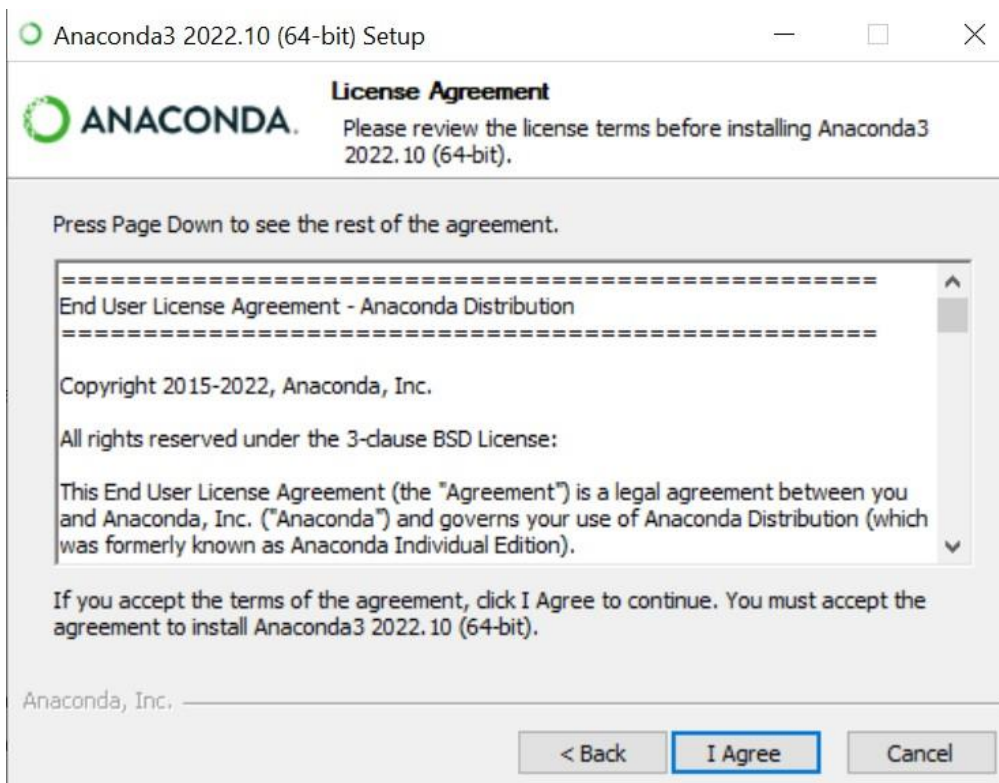 Anaconda3 2022.10 (64-bit) Setup
ANACONDA.
License Agreement
Please review the license terms before installing Anaconda3
2022.10 (64-bit).
Press Page Down to see the rest of the agreement.
==================================================
End User License Agreement - Anaconda Distribution
==================================================
Copyright 2015-2022, Anaconda, Inc.
All rights reserved under the 3-clause BSD License:
This End User License Agreement (the "Agreement") is a legal agreement between you
and Anaconda, Inc. ("Anaconda") and governs your use of Anaconda Distribution (which
was formerly known as Anaconda Individual Edition).
If you accept the terms of the agreement, click I Agree to continue. You must accept the
agreement to install Anaconda3 2022.10 (64-bit).
Anaconda, Inc.
< Back
I Agree
Cancel